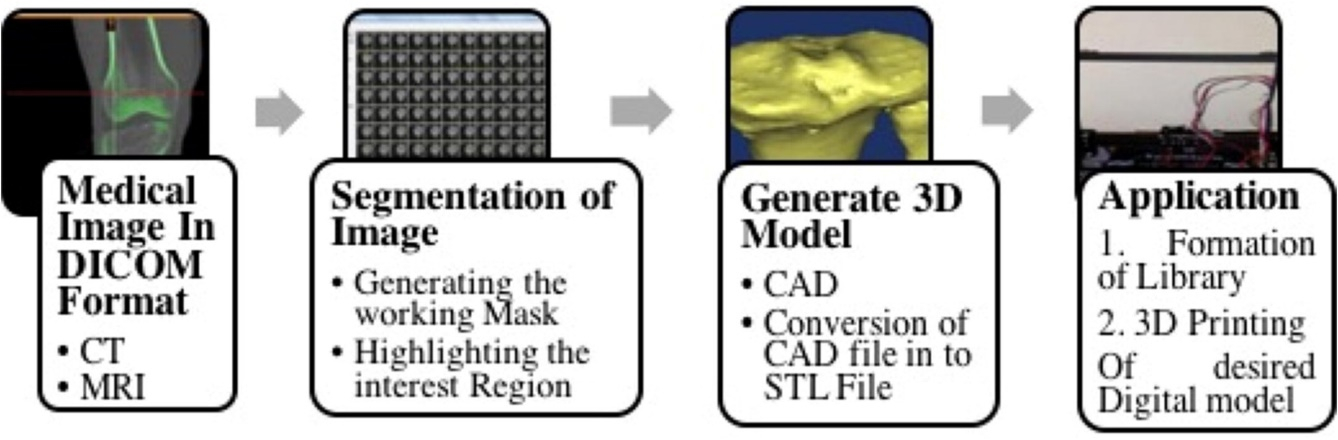 Medical
Image In
DICOM
Format
• CT
• MRI
Segmentation of
Image
• Generating the
working Mask
• Highlighting the
interest Region
Generate 3D
Model
• CAD
• Conversion of
CAD file in to
STL File
Application
1. Formation
of Library
2. 3D Printing
Of desired
Digital model